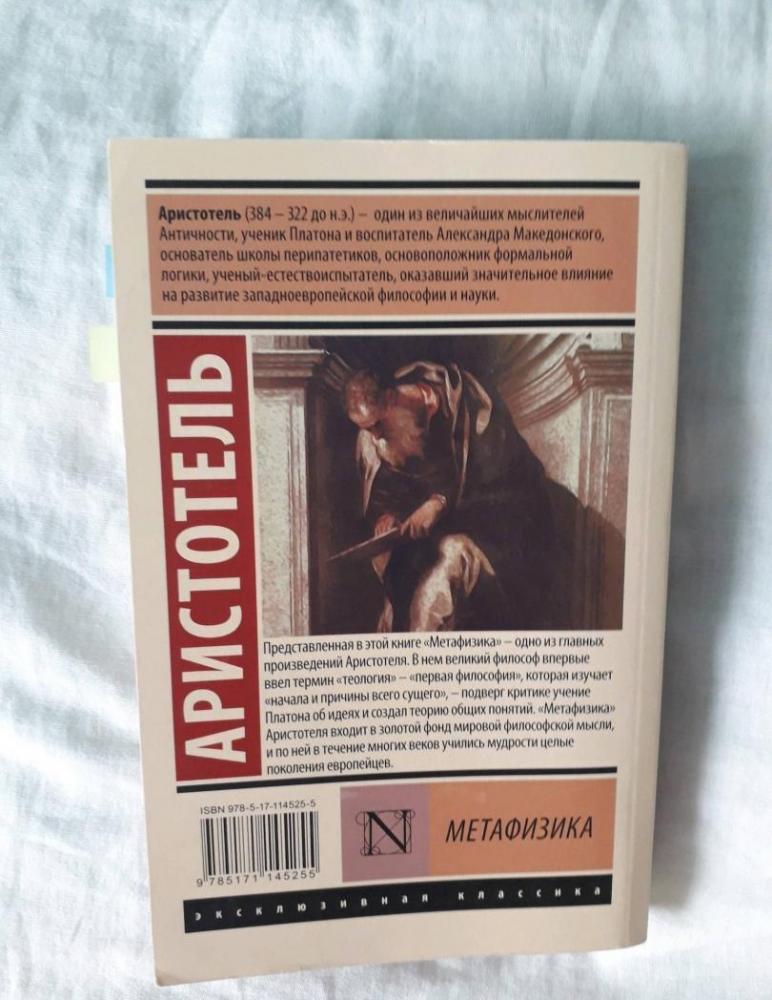 Аристотель (384 – 322 до н.э.) – один из величайших мыслителей
Античности, ученик Платона и воспитатель Александра Македонского,
основатель школы перипатетиков, основоположник формальной
логики, ученый-естествоиспытатель, оказавший значительное влияние
на развитие западноевропейской философии и науки.
АРИСТОТЕЛЬ
Представленная в этой книге «Метафизика» – одно из главных
произведений Аристотеля. В нем великий философ впервые
ввел термин «теология» – «первая философия», которая изучает
«начала и причины всего сущего», – подверг критике учение
Платона об идеях и создал теорию общих понятий. «Метафизика»
Аристотеля входит в золотой фонд мировой философской мысли,
и по ней в течение многих веков учились мудрости целые
поколения европейцев.
ISBN 978-5-17-114525-5
9 785171 145255
N
МЕТАФИЗИКА
эксклюзивная классика